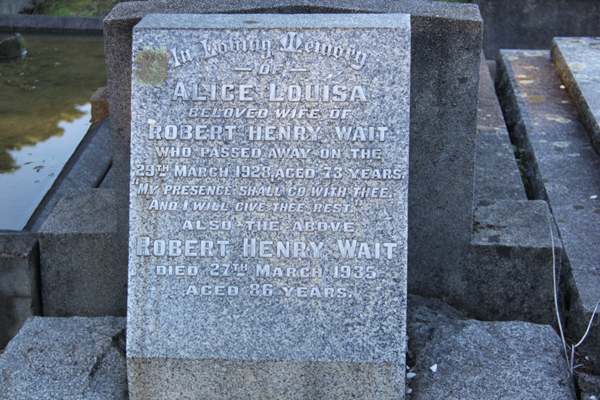 In Loving Memory
— OF —
ALICE LOUISA
BELOVED WIFE OF
ROBERT HENRY WAIT
WHO PASSED AWAY ON THE
29TH MARCH 1928, AGED 73 YEARS.
"MY PRESENCE SHALL GO WITH THEE,
AND I WILL GIVE THEE REST."
ALSO THE ABOVE
ROBERT HENRY WAIT
DIED 27TH MARCH 1935
AGED 86 YEARS.